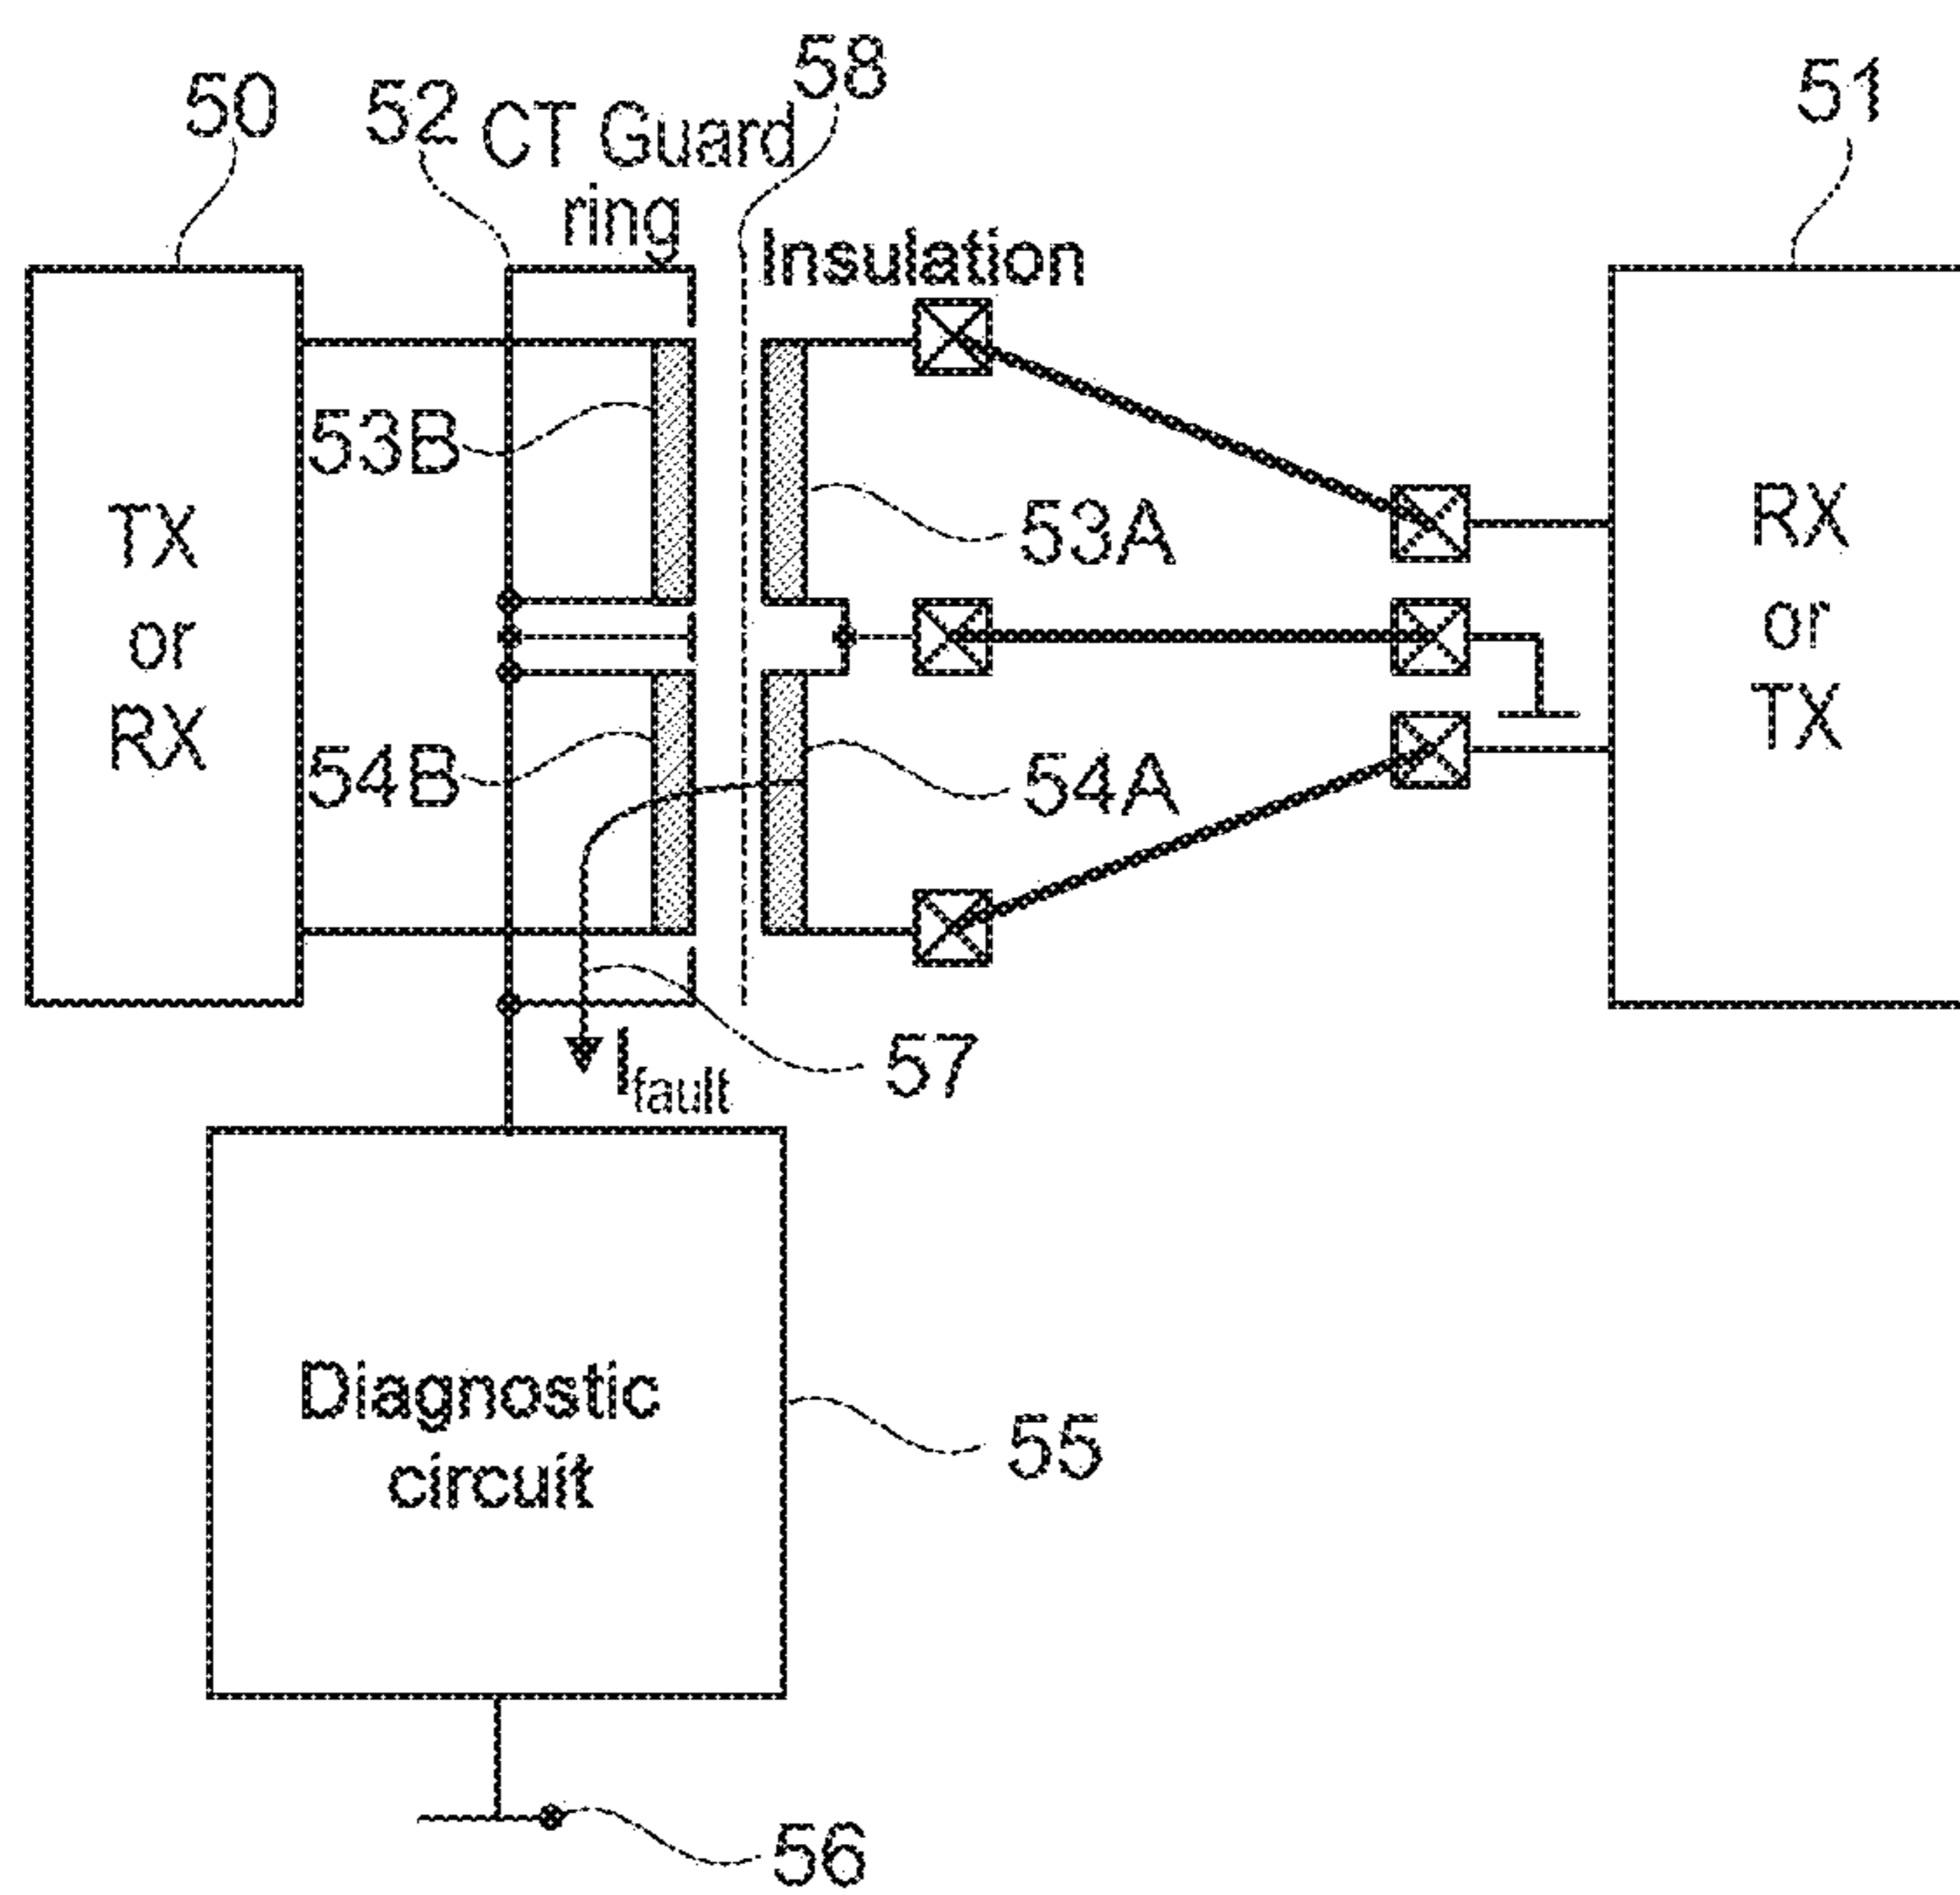 50
52
CT Guard
ring
58
51
Insulation
53B
53A
TX
or
RX
RX
or
TX
54B
54A
57
Ifault
Diagnostic
circuit
55
56